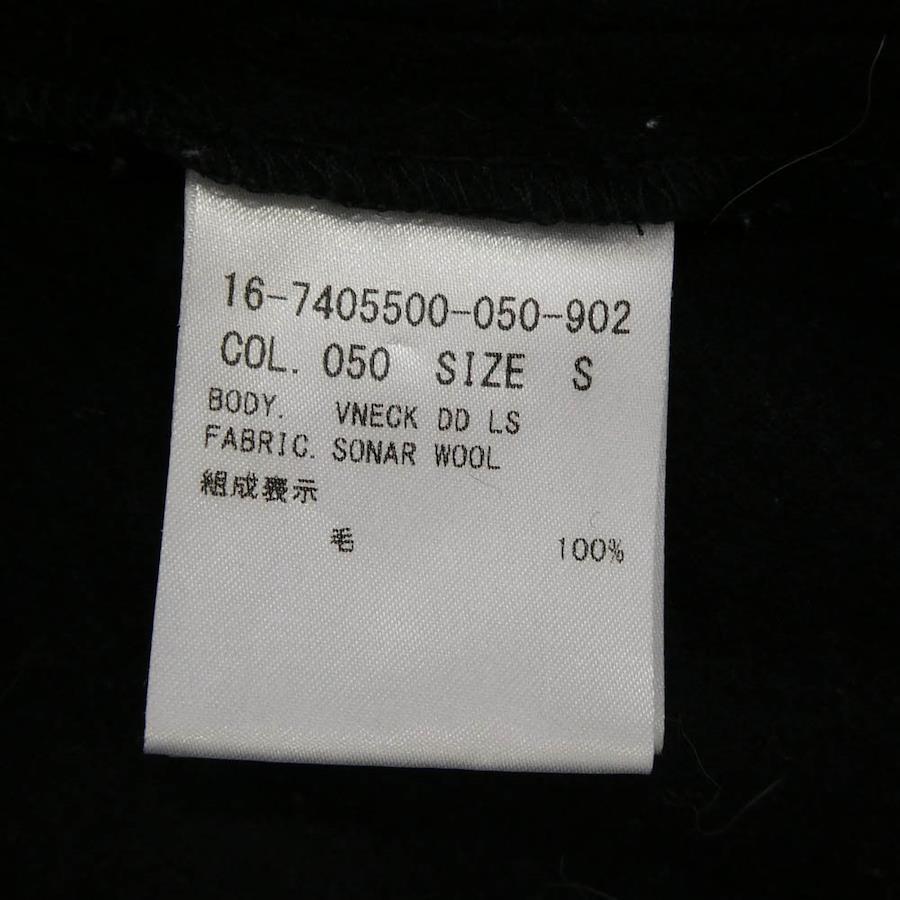 16-7405500-050-902
COL. 050 SIZE S
BODY. VNECK DD LS
FABRIC. SONAR WOOL
組成表示
毛 100%